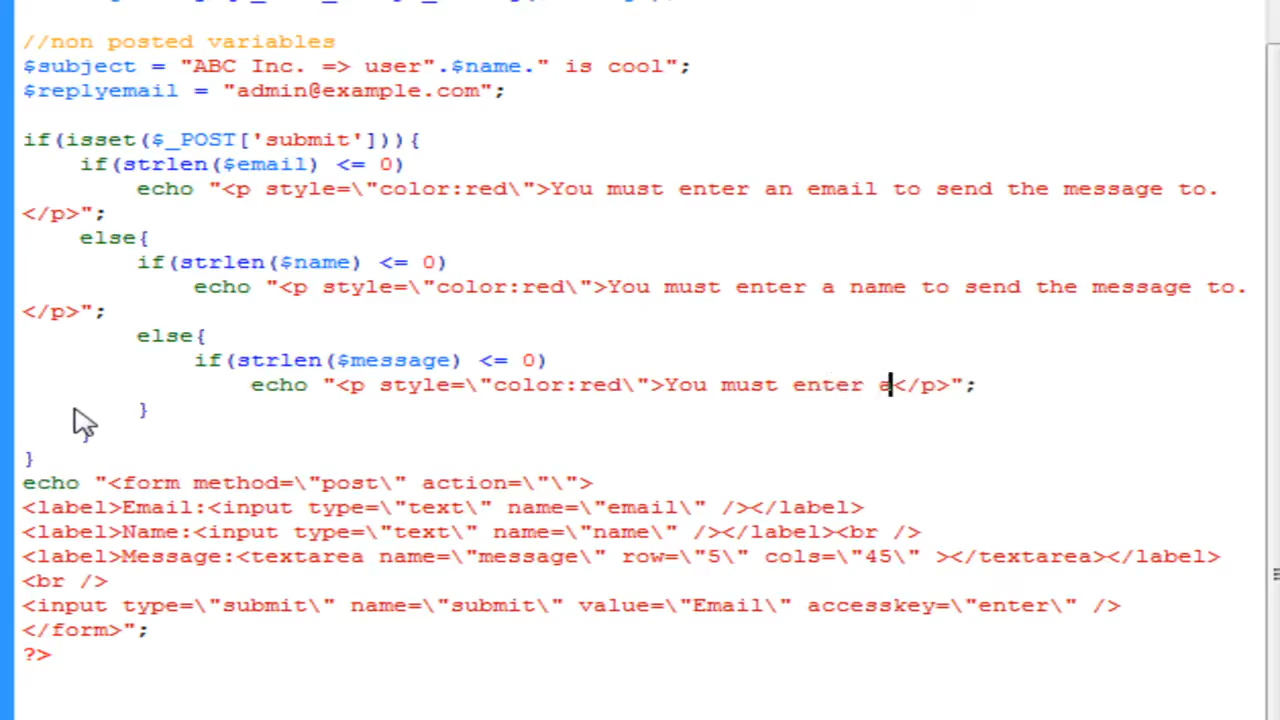 //non posted variables
$subject = "ABC Inc. => user".$name." is cool";
$replyemail = "admin@example.com";
if(isset($_POST['submit'])){
if(strlen($email) <= 0)
echo "<p style=\"color:red\">You must enter an email to send the message to.
</p>";
else{
if(strlen($name) <= 0)
echo "<p style=\"color:red\">You must enter a name to send the message to.
</p>";
else{
if(strlen($message) <= 0)
echo "<p style=\"color:red\">You must enter a</p>";
}
}
}
echo "<form method=\"post\" action=\"\">
<label>Email:<input type=\"text\" name=\"email\" /></label>
<label>Name:<input type=\"text\" name=\"name\" /></label><br />
<label>Message:<textarea name=\"message\" row=\"5\" cols=\"45\" ></textarea></label>
<br />
<input type=\"submit\" name=\"submit\" value=\"Email\" accesskey=\"enter\" />
</form>";
?>